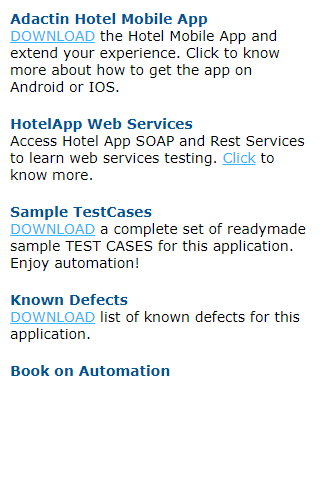 Adactin Hotel Mobile App
DOWNLOAD the Hotel Mobile App and
extend your experience. Click to know
more about how to get the app on
Android or IOS.
HotelApp Web Services
Access Hotel App SOAP and Rest Services
to learn web services testing. Click to
know more.
Sample TestCases
DOWNLOAD a complete set of readymade
sample TEST CASES for this application.
Enjoy automation!
Known Defects
DOWNLOAD list of known defects for this
application.
Book on Automation